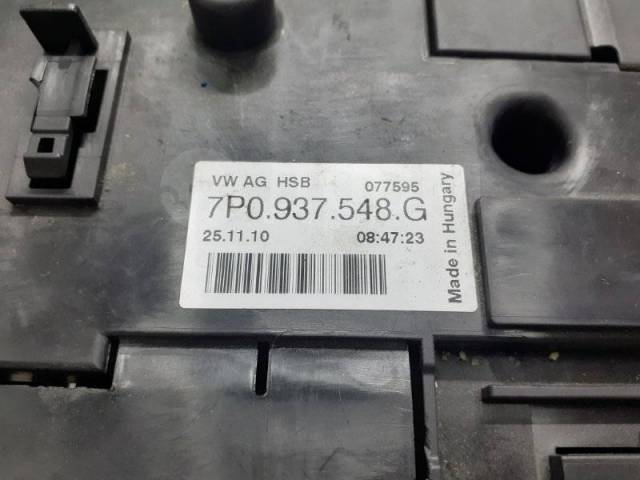 VW AG HSB 077595
7P0.937.548.G
25.11.10 08:47:23
Made in Hungary